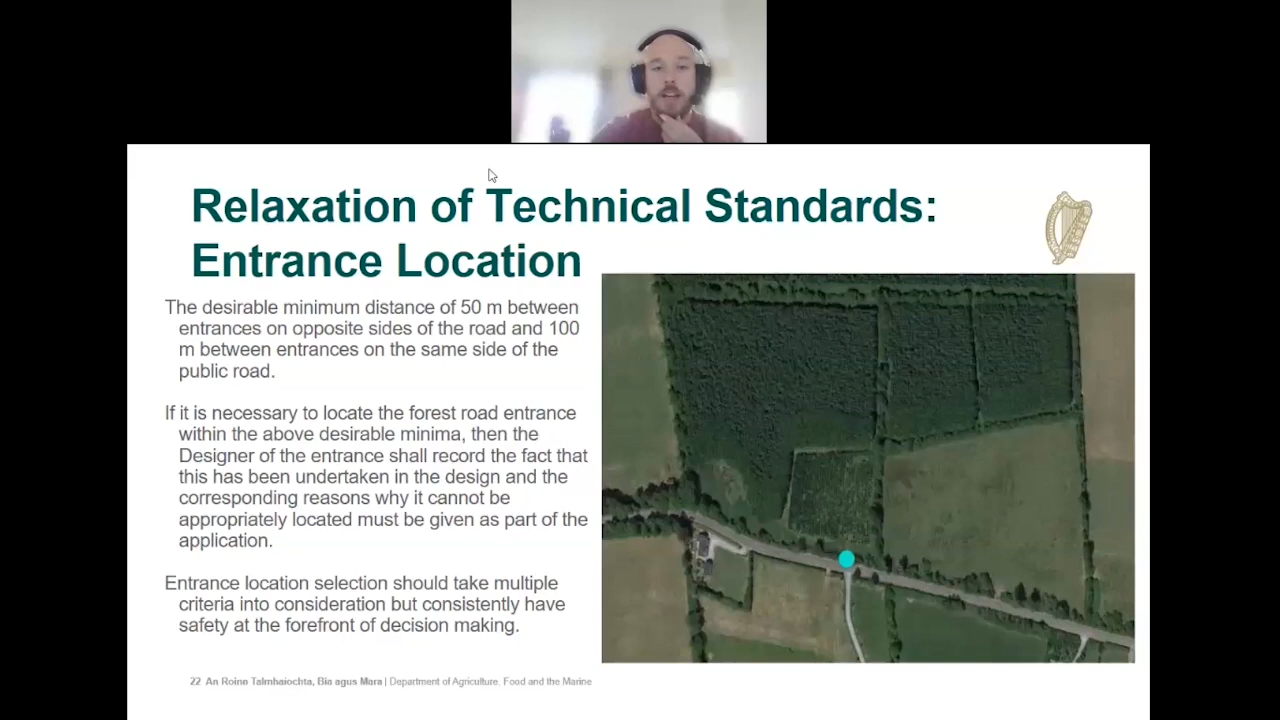 Relaxation of Technical Standards:
Entrance Location
The desirable minimum distance of 50 m between
entrances on opposite sides of the road and 100
m between entrances on the same side of the
public road.
If it is necessary to locate the forest road entrance
within the above desirable minima, then the
Designer of the entrance shall record the fact that
this has been undertaken in the design and the
corresponding reasons why it cannot be
appropriately located must be given as part of the
application.
Entrance location selection should take multiple
criteria into consideration but consistently have
safety at the forefront of decision making.
22 An Roinn Talmhaíochta, Bia agus Mara | Department of Agriculture, Food and the Marine